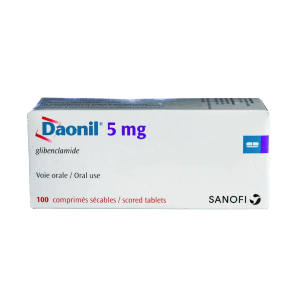 Daonil® 5 mg
glibenclamide
Voie orale / Oral use
100 comprimés sécables / scored tablets
SANOFI